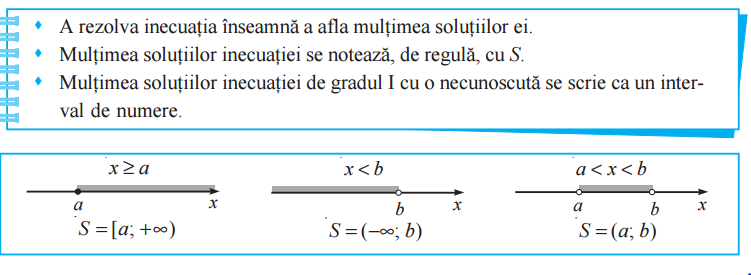 A rezolva inecuația înseamnă a afla mulțimea soluțiilor ei.
Mulțimea soluțiilor inecuației se notează, de regulă, cu S.
Mulțimea soluțiilor inecuației de gradul I cu o necunoscută se scrie ca un inter-
val de numere.
x ≥ a
a x
S = [a; +∞)
x < b
b x
S = (–∞; b)
a < x < b
a b x
S = (a; b)